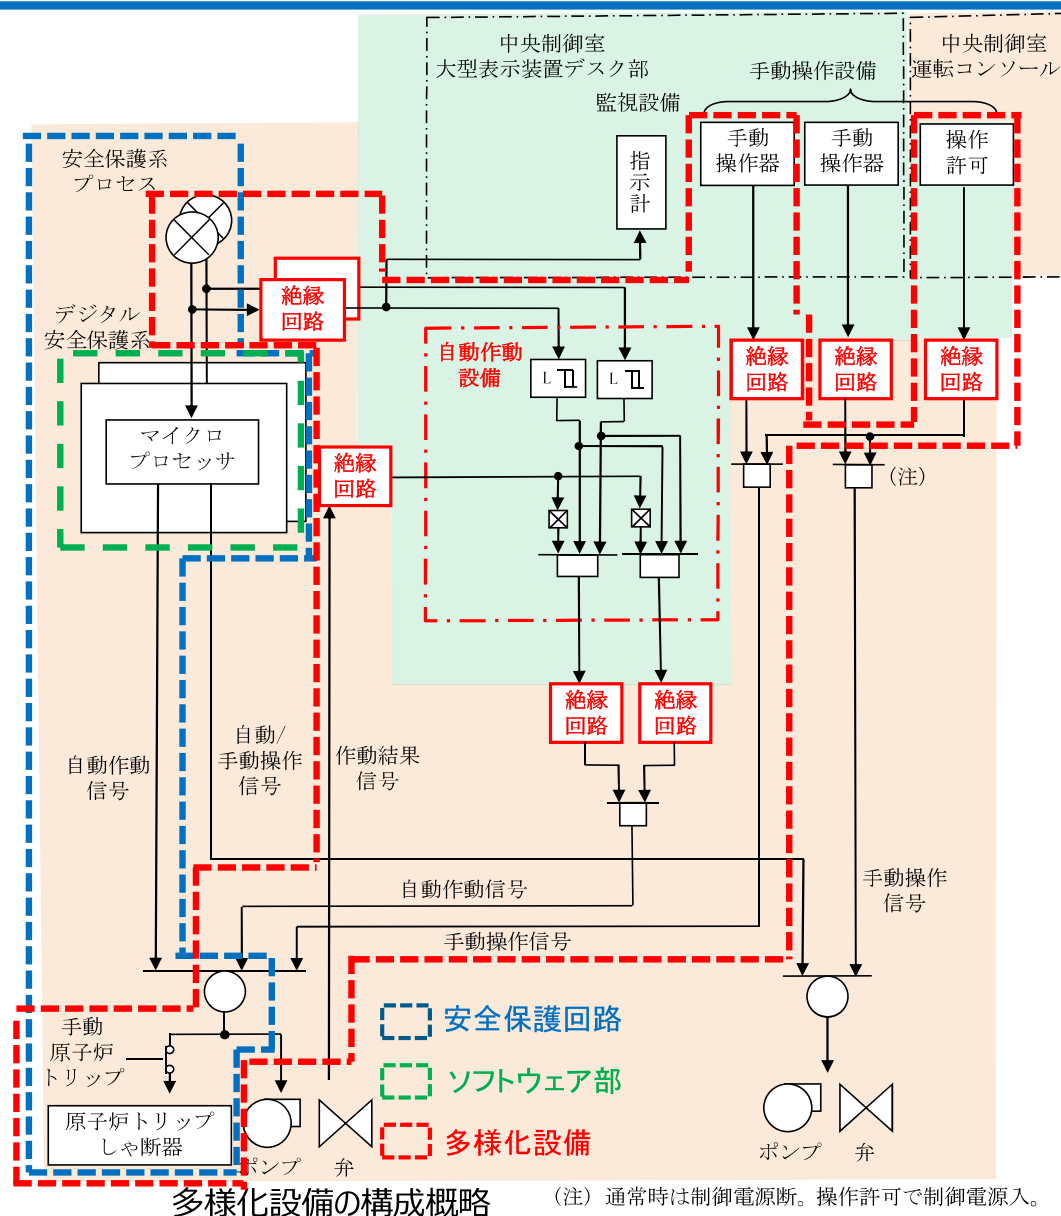 中央制御室
大型表示装置デスク部
中央制御室
運転コンソール
手動操作設備
監視設備
手動
操作器
手動
操作器
操作
許可
指
示
計
安全保護系
プロセス
デジタル
安全保護系
絶縁
回路
自動作動
設備
L
L
絶縁
回路
絶縁
回路
絶縁
回路
マイクロ
プロセッサ
絶縁
回路
（注）
絶縁
回路
絶縁
回路
自動作動
信号
自動/
手動操作
信号
作動結果
信号
自動作動信号
手動操作信号
手動操作
信号
手動
原子炉
トリップ
原子炉トリップ
しゃ断器
ポンプ
弁
ポンプ
弁
安全保護回路
ソフトウェア部
多様化設備
多様化設備の構成概略
（注）通常時は制御電源断。操作許可で制御電源入。